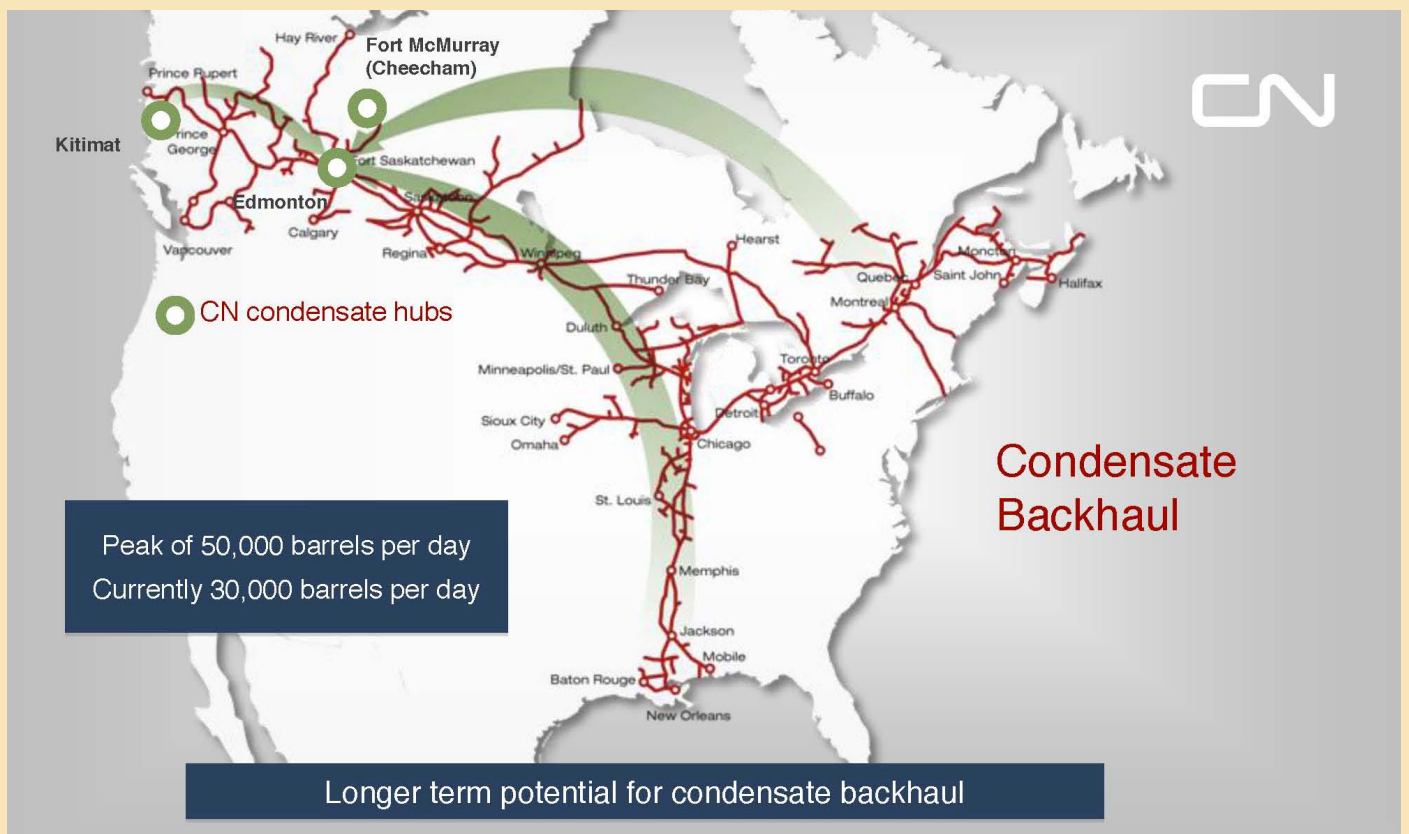 Hay River
Fort McMurray
(Cheecham)
CN
Prince Rupert
Kitimat
Prince
George
Fort Saskatchewan
Edmonton
Saskatoon
Calgary
Vancouver
Regina
Winnipeg
Hearst
Thunder Bay
Moncton
Quebec
Saint John
Halifax
Montreal
CN condensate hubs
Duluth
Minneapolis/St. Paul
Toronto
Buffalo
Detroit
Sioux City
Omaha
Chicago
Condensate
Backhaul
St. Louis
Peak of 50,000 barrels per day
Currently 30,000 barrels per day
Memphis
Jackson
Mobile
Baton Rouge
New Orleans
Longer term potential for condensate backhaul